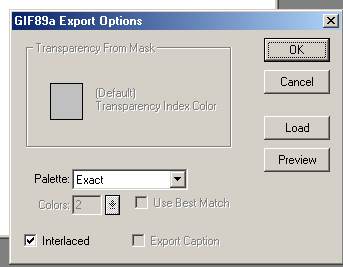 GIF89a Export Options
Transparency From Mask
OK
(Default)
Transparency Index Color
Cancel
Load
Preview
Palette: Exact
Colors: 2
Use Best Match
Interlaced
Export Caption